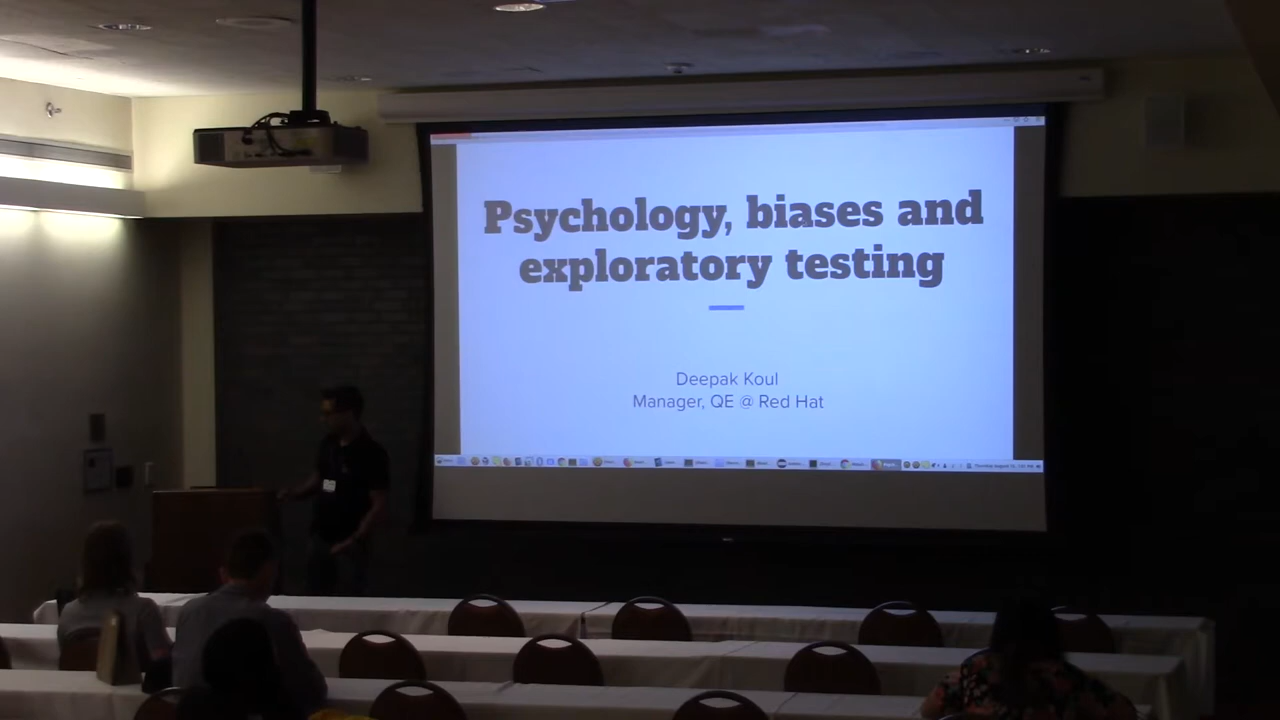 Psychology, biases and
exploratory testing
Deepak Koul
Manager, QE @ Red Hat